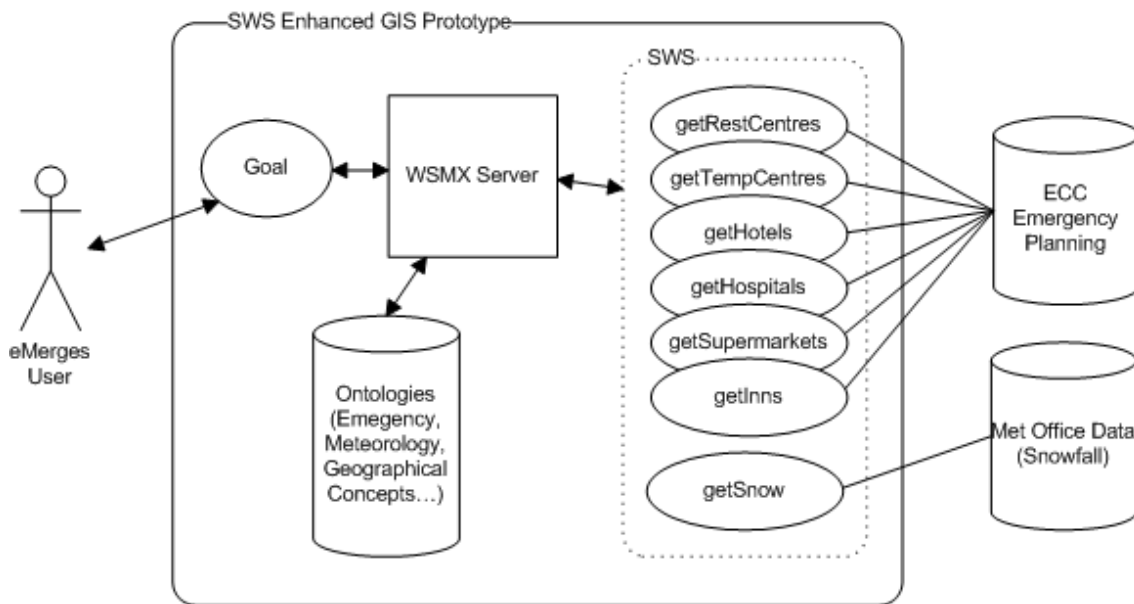 SWS Enhanced GIS Prototype
SWS
getRestCentres
Goal
WSMX Server
getTempCentres
ECC
Emergency
Planning
getHotels
getHospitals
getSupermarkets
getInns
eMerges
User
Ontologies
(Emegency,
Meteorology,
Geographical
Concepts...)
Met Office Data
(Snowfall)
getSnow